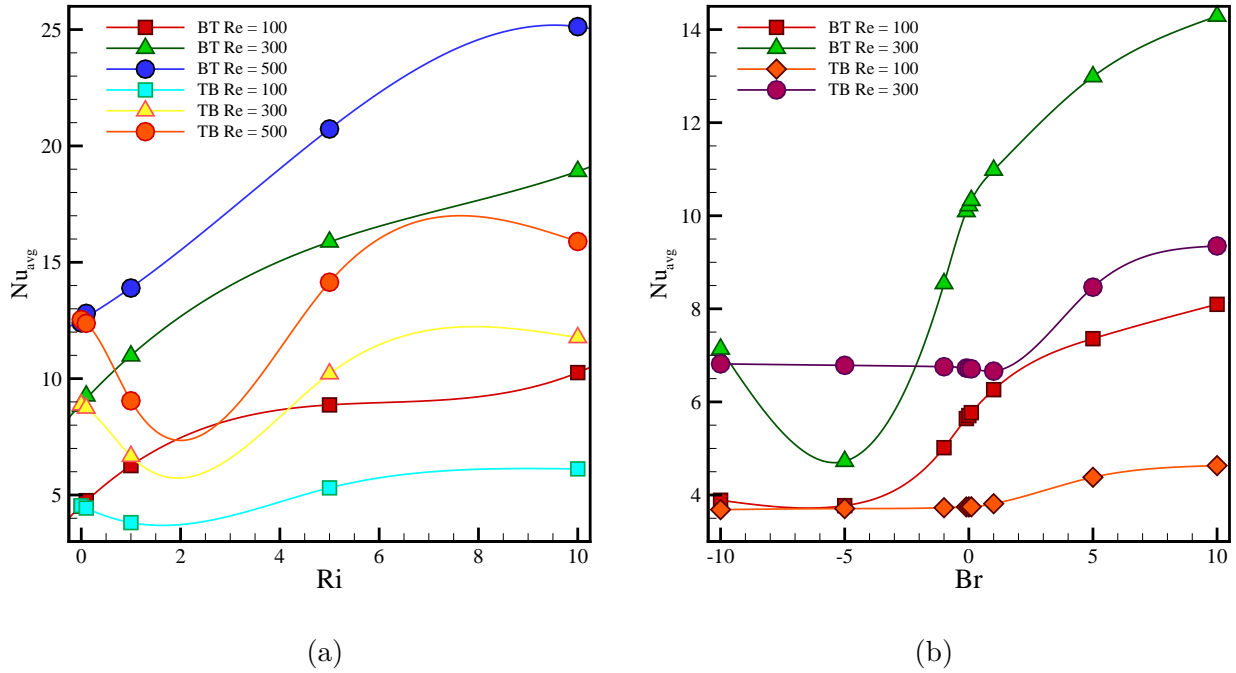 25
20
15
10
5
Nu_avg
0
2
4
6
8
10
Ri
BT Re = 100
BT Re = 300
BT Re = 500
TB Re = 100
TB Re = 300
TB Re = 500
(a)
14
12
10
8
6
4
Nu_avg
-10
-5
0
5
10
Br
BT Re = 100
BT Re = 300
TB Re = 100
TB Re = 300
(b)